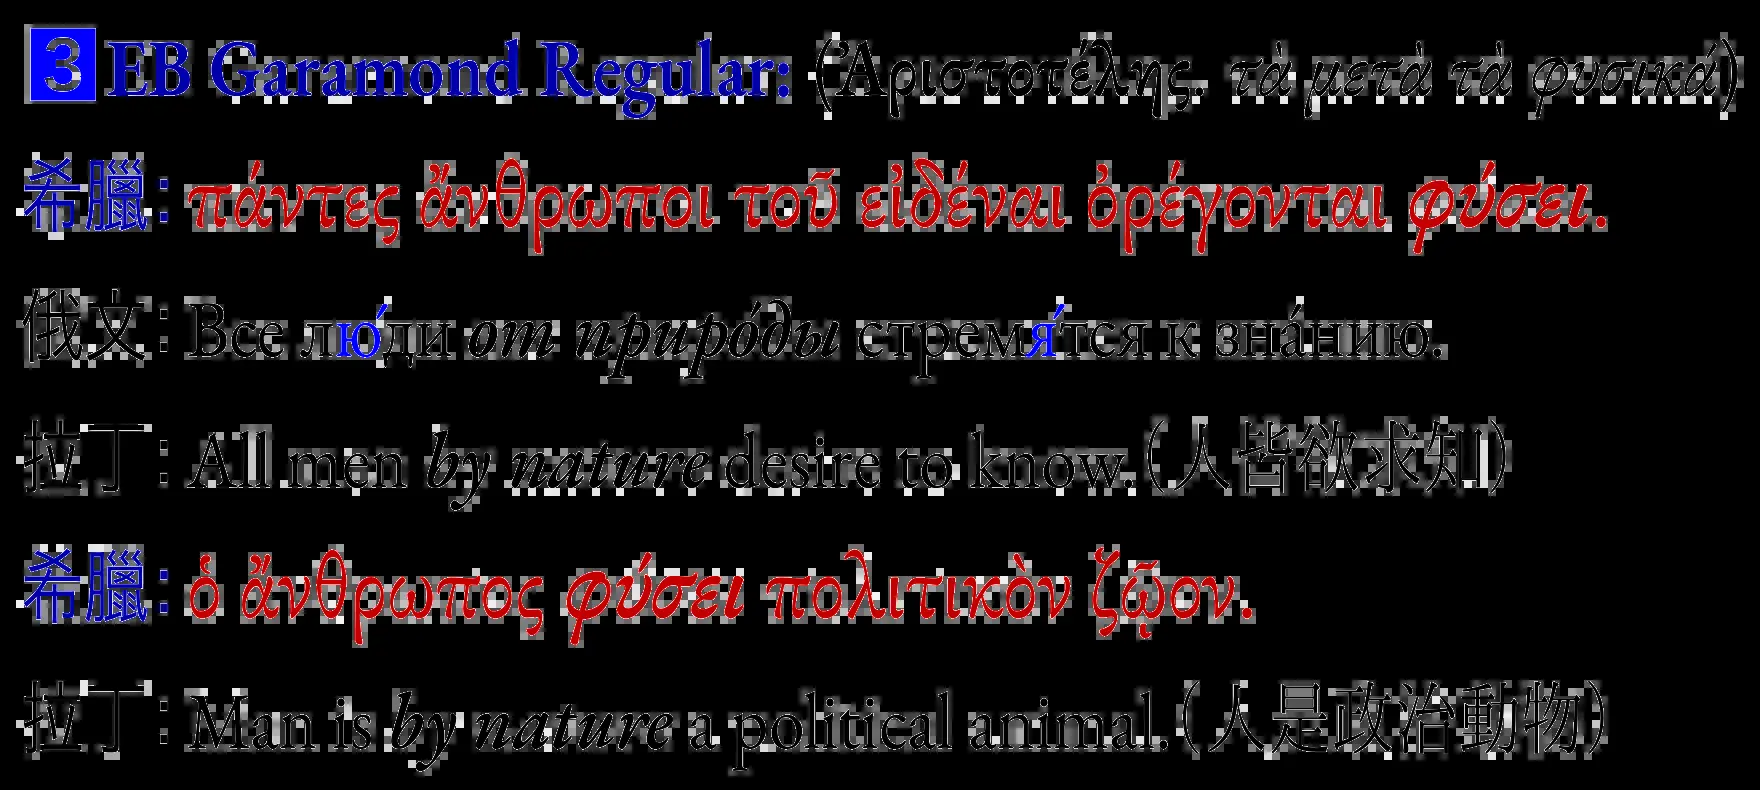 3 EB Garamond Regular: (Ἀριστοτέλης. τὰ μετὰ τὰ φυσικά)
希臘：πάντες ἄνθρωποι τοῦ εἰδέναι ὀρέγονται φύσει.
俄文：Все лю́ди от приро́ды стремя́тся к зна́нию.
拉丁：All men by nature desire to know.（人皆欲求知）
希臘：ὁ ἄνθρωπος φύσει πολιτικὸν ζῷον.
拉丁：Man is by nature a political animal.（人是政治動物）